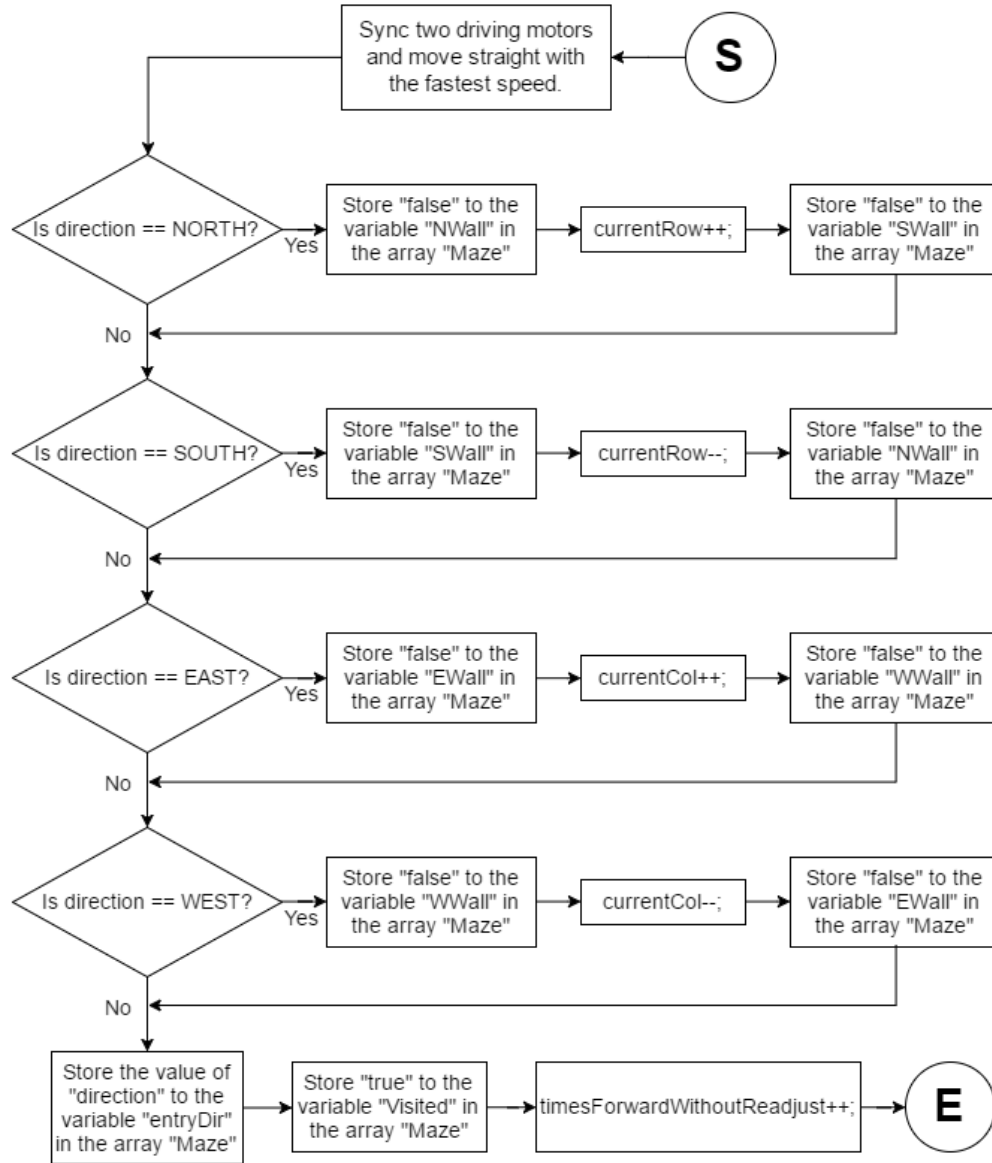 Sync two driving motors
and move straight with
the fastest speed.
S
Is direction == NORTH?
Yes
Store "false" to the
variable "NWall" in
the array "Maze"
currentRow++;
Store "false" to the
variable "SWall" in
the array "Maze"
No
Is direction == SOUTH?
Yes
Store "false" to the
variable "SWall" in
the array "Maze"
currentRow--;
Store "false" to the
variable "NWall" in
the array "Maze"
No
Is direction == EAST?
Yes
Store "false" to the
variable "EWall" in
the array "Maze"
currentCol++;
Store "false" to the
variable "WWall" in
the array "Maze"
No
Is direction == WEST?
Yes
Store "false" to the
variable "WWall" in
the array "Maze"
currentCol--;
Store "false" to the
variable "EWall" in
the array "Maze"
No
Store the value of
"direction" to the
variable "entryDir"
in the array "Maze"
Store "true" to the
variable "Visited" in
the array "Maze"
timesForwardWithoutReadjust++;
E